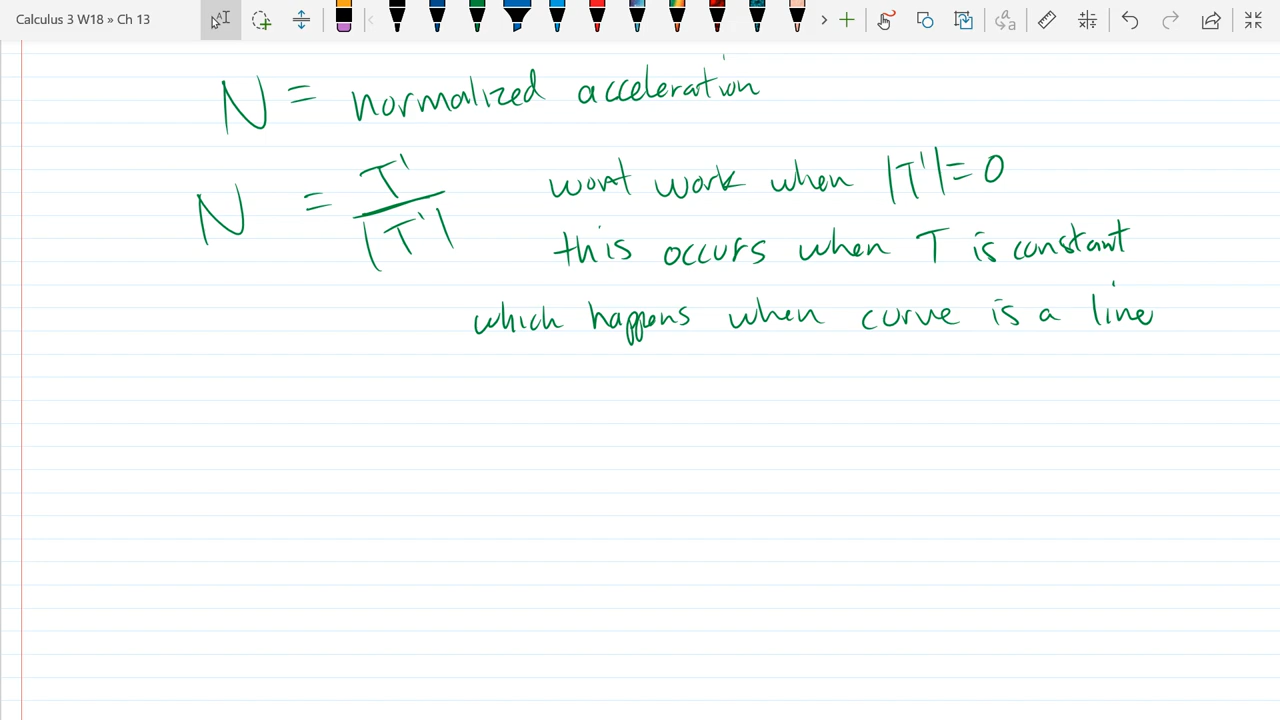 Calculus 3 W18 » Ch 13
N = normalized acceleration
N = T' / |T'| wont work when |T'| = 0
this occurs when T is constant
which happens when curve is a line